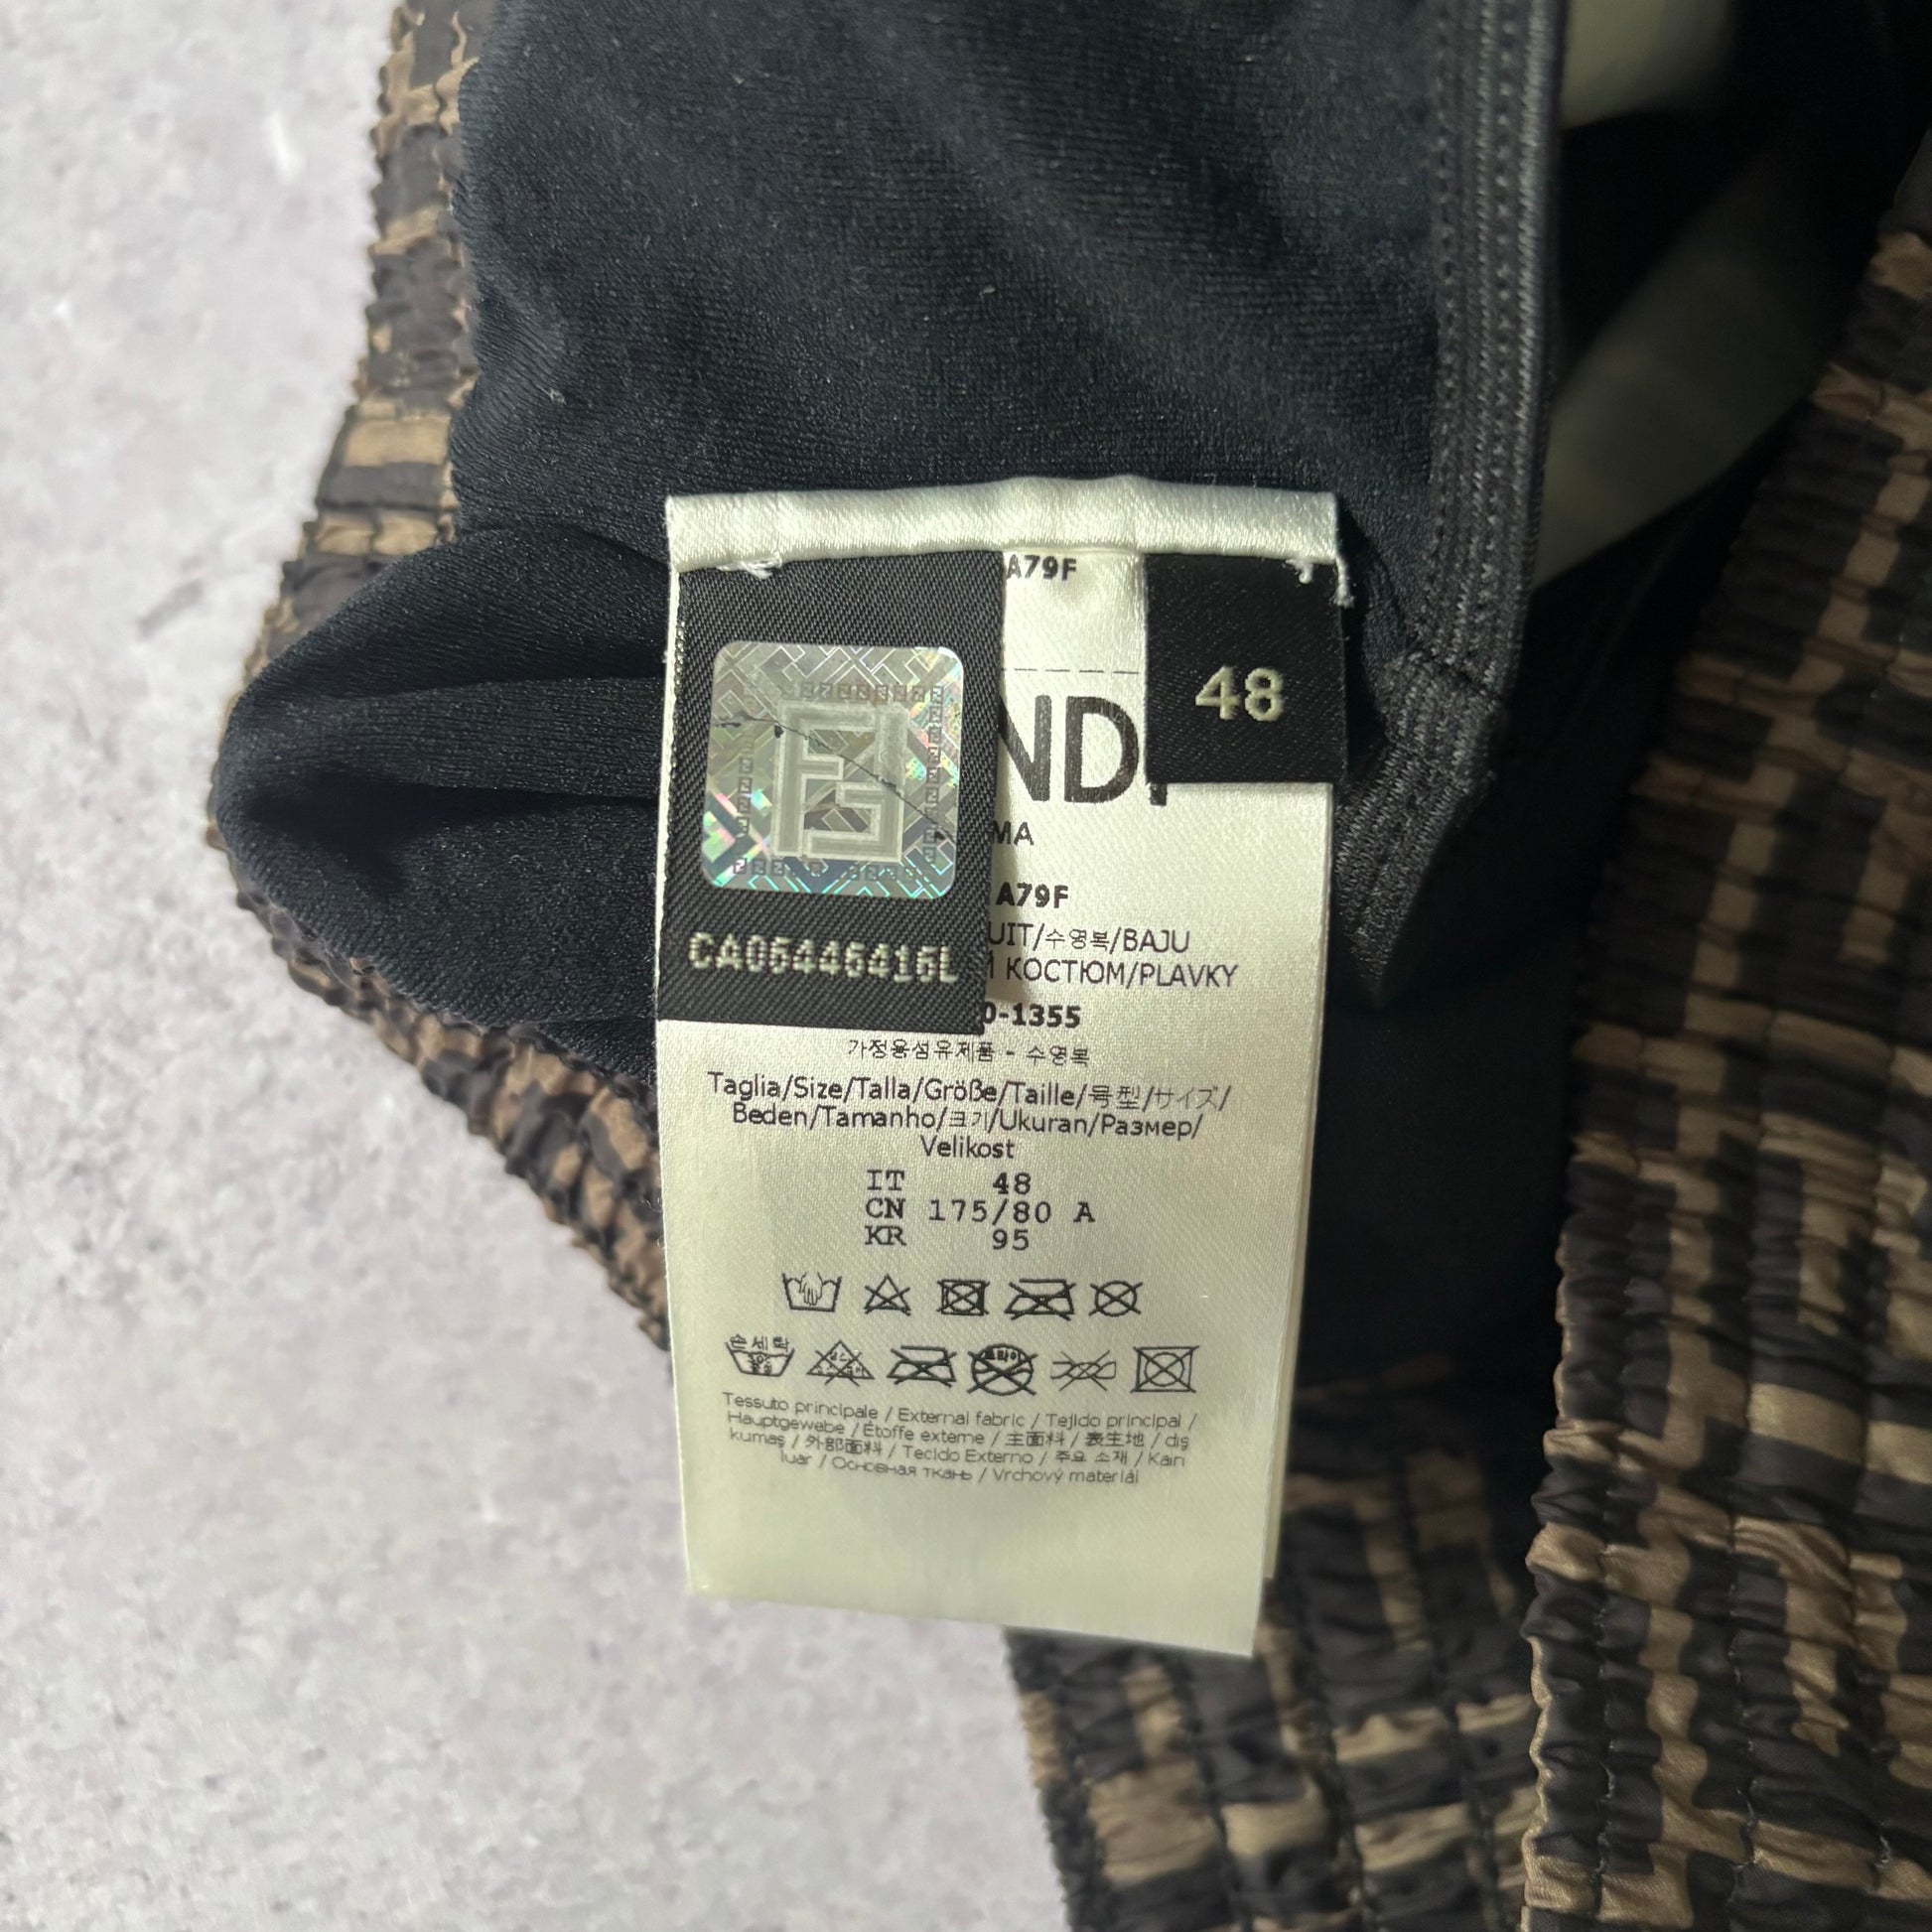 A79F
48
ND
MA
A79F
UIT/수영복/BAJU
КОСТЮМ/PLAVKY
CA05446416L
0-1355
가정용섬유제품 - 수영복
Taglia/Size/Talla/Größe/Taille/号型/サイズ/
Beden/Tamanho/크기/Ukuran/Размер/
Velikost
IT 48
CN 175/80 A
KR 95
손세탁
Tessuto principale / External fabric / Tejido principal /
Hauptgewebe / Étoffe externe / 主面料 / 表生地 / dış
kumaş / 外部面料 / Tecido Externo / 주요 소재 / Kain
luar / Основная ткань / Vrchový materiál